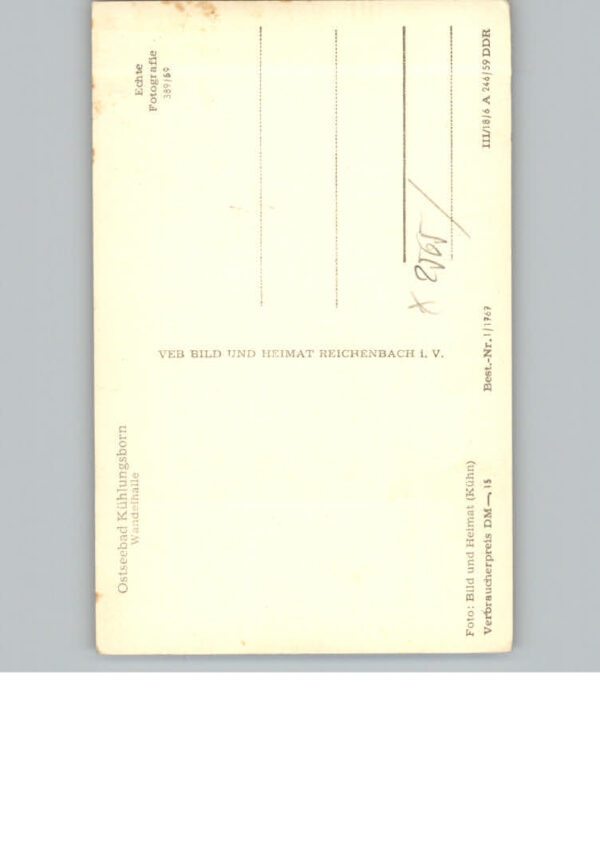 Ostseebad Kühlungsborn
Wandelhalle
Echte
Fotografie
389/59
VEB BILD UND HEIMAT REICHENBACH i. V.
Foto: Bild und Heimat (Kühn)
Verbraucherpreis DM—,15
Best.-Nr. 1/1767
III/18/6 A 246/59 DDR